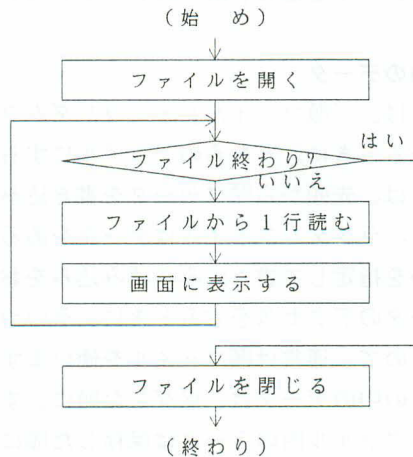 (始 め)
ファイルを開く
はい
ファイル終わり?
いいえ
ファイルから1行読む
画面に表示する
ファイルを閉じる
(終わり)